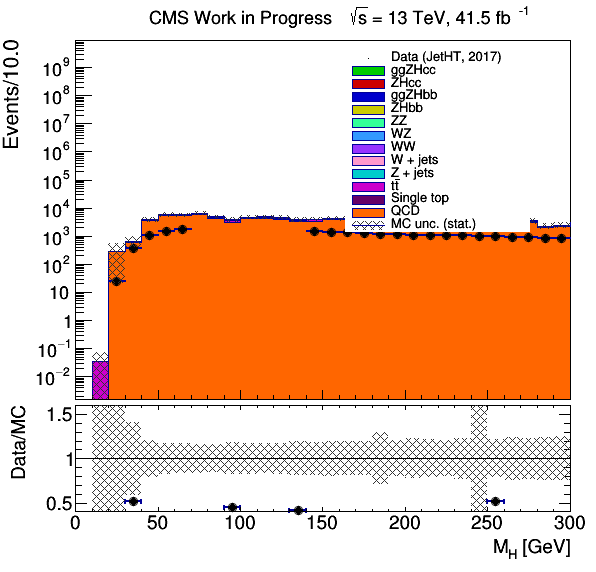 CMS Work in Progress √s = 13 TeV, 41.5 fb⁻¹
Events/10.0
10⁹
10⁸
10⁷
10⁶
10⁵
10⁴
10³
10²
10
1
10⁻¹
10⁻²
Data (JetHT, 2017)
ggZHcc
ZHcc
ggZHbb
ZHbb
ZZ
WZ
WW
W + jets
Z + jets
tt̄
Single top
QCD
MC unc. (stat.)
Data/MC
1.5
1
0.5
0 50 100 150 200 250 300
M_H [GeV]